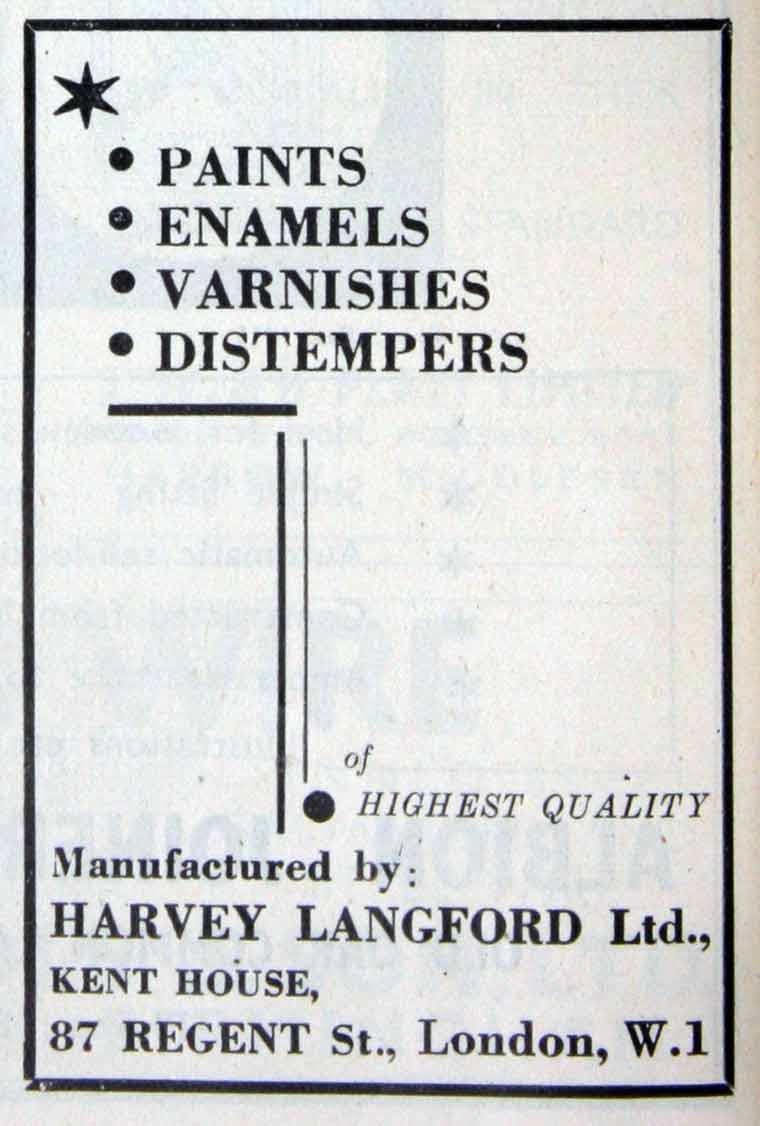 • PAINTS
• ENAMELS
• VARNISHES
• DISTEMPERS
of
HIGHEST QUALITY
Manufactured by:
HARVEY LANGFORD Ltd.,
KENT HOUSE,
87 REGENT St., London, W.1